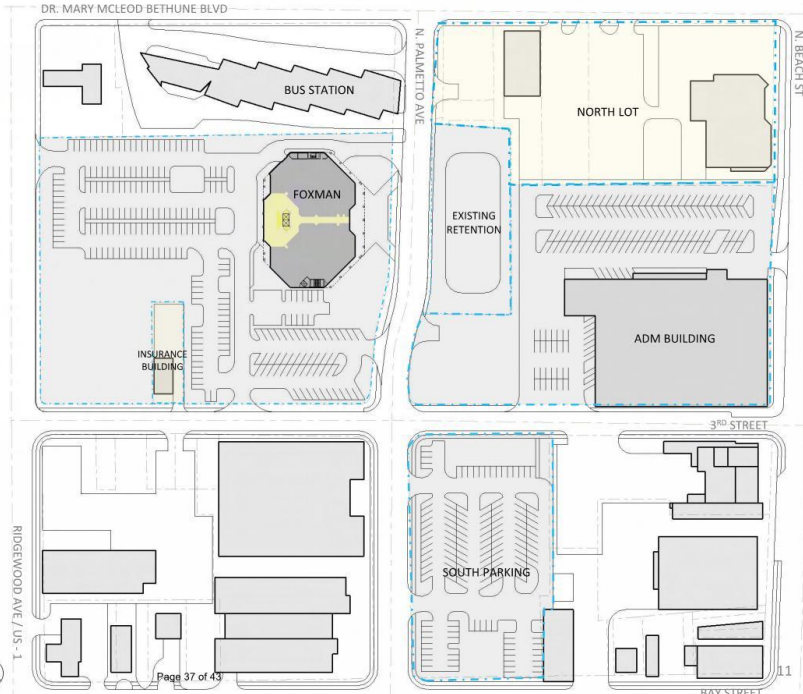 DR. MARY MCLEOD BETHUNE BLVD
N. PALMETTO AVE
N. BEACH ST
BUS STATION
NORTH LOT
FOXMAN
EXISTING
RETENTION
INSURANCE
BUILDING
ADM BUILDING
3RD STREET
RIDGEWOOD AVE / US - 1
SOUTH PARKING
Page 37 of 43
11
BAY STREET